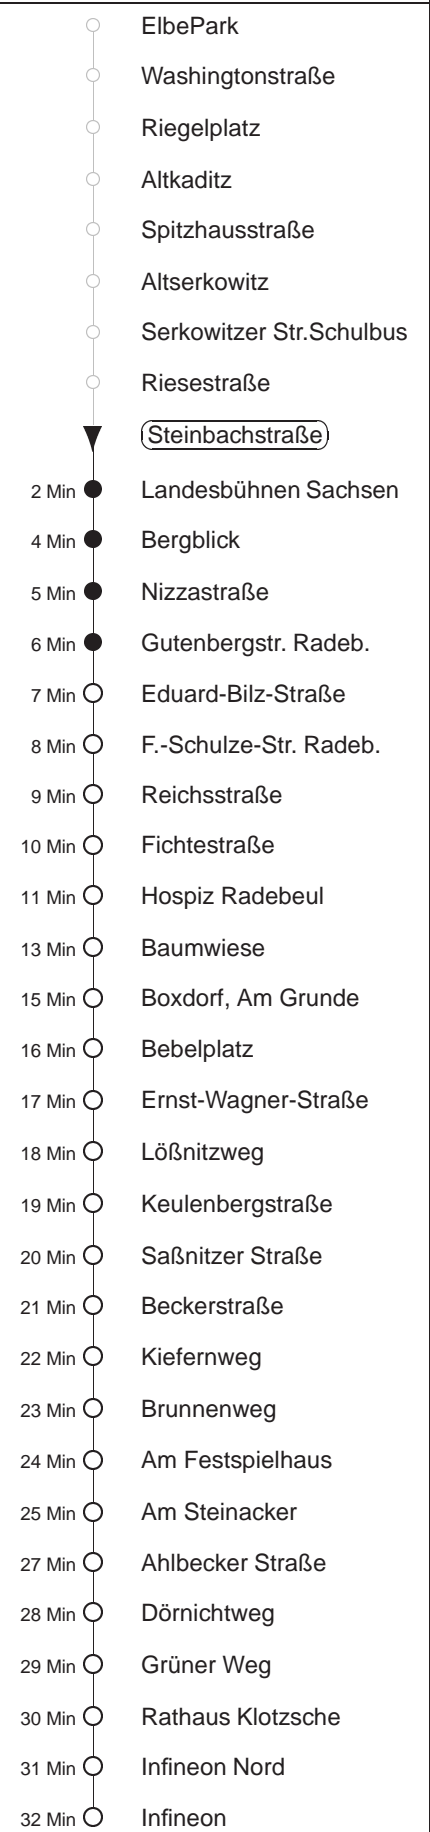 ElbePark
Washingtonstraße
Riegelplatz
Altkaditz
Spitzhausstraße
Altserkowitz
Serkowitzer Str.Schulbus
Riesestraße
Steinbachstraße
2 Min Landesbühnen Sachsen
4 Min Bergblick
5 Min Nizzastraße
6 Min Gutenbergstr. Radeb.
7 Min Eduard-Bilz-Straße
8 Min F.-Schulze-Str. Radeb.
9 Min Reichsstraße
10 Min Fichtestraße
11 Min Hospiz Radebeul
13 Min Baumwiese
15 Min Boxdorf, Am Grunde
16 Min Bebelplatz
17 Min Ernst-Wagner-Straße
18 Min Lößnitzweg
19 Min Keulenbergstraße
20 Min Saßnitzer Straße
21 Min Beckerstraße
22 Min Kiefernweg
23 Min Brunnenweg
24 Min Am Festspielhaus
25 Min Am Steinacker
27 Min Ahlbecker Straße
28 Min Dörnichtweg
29 Min Grüner Weg
30 Min Rathaus Klotzsche
31 Min Infineon Nord
32 Min Infineon